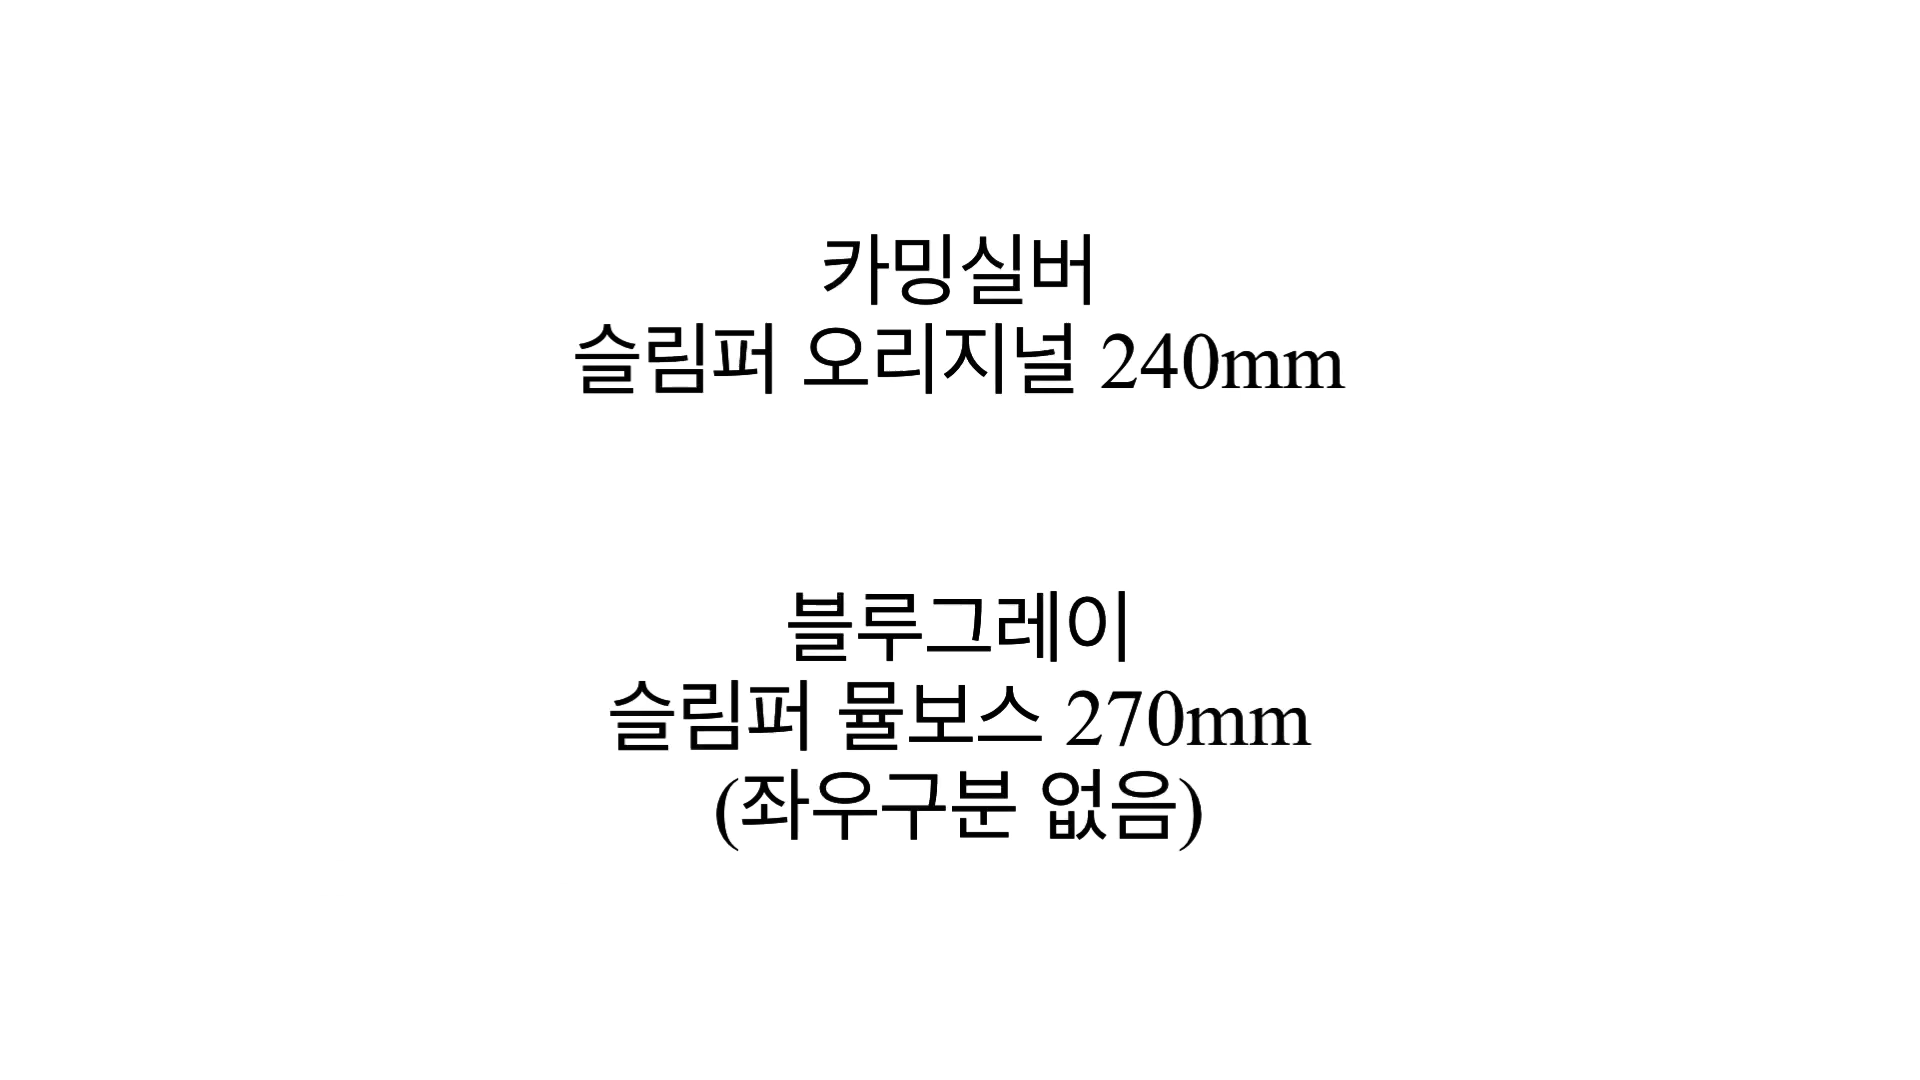 카밍실버
슬림퍼 오리지널 240mm
블루그레이
슬림퍼 뮬보스 270mm
(좌우구분 없음)